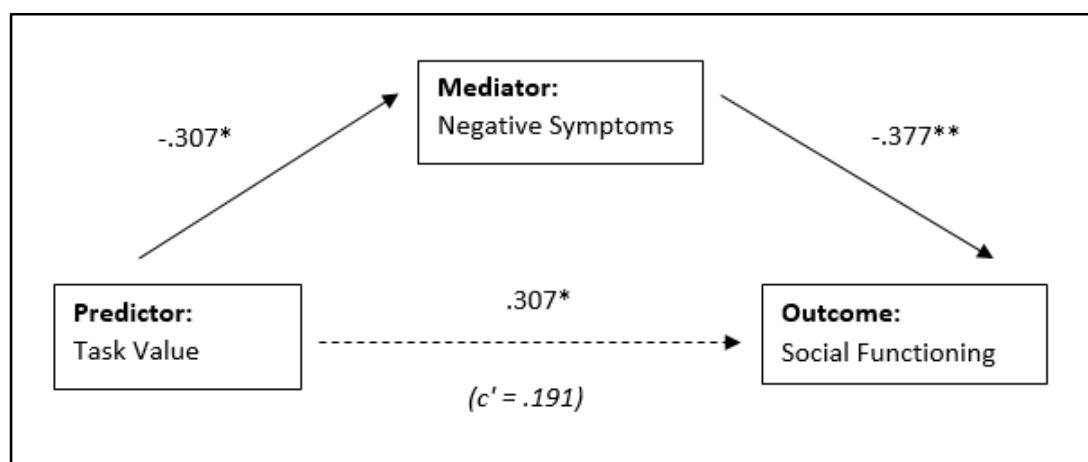 Mediator:
Negative Symptoms
-.307*
-.377**
Predictor:
Task Value
.307*
(c' = .191)
Outcome:
Social Functioning